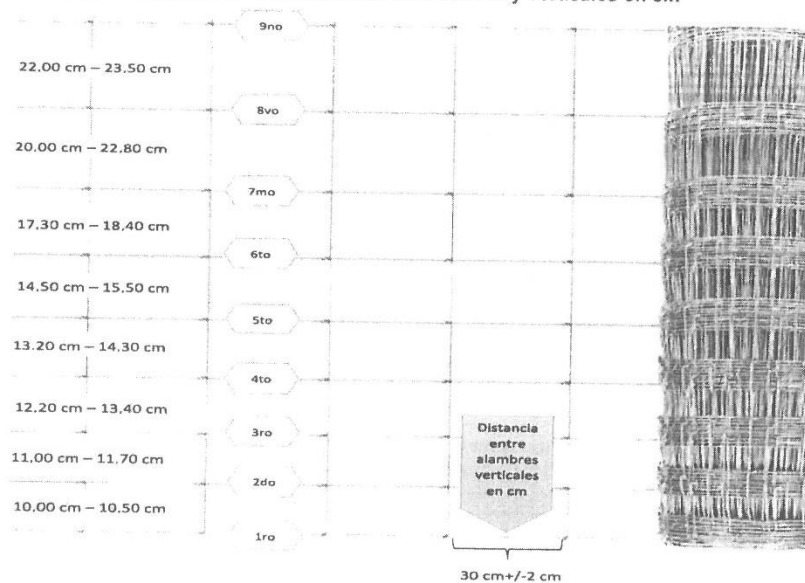 9no
22.00 cm – 23.50 cm
8vo
20.00 cm – 22.80 cm
7mo
17.30 cm – 18.40 cm
6to
14.50 cm – 15.50 cm
5to
13.20 cm – 14.30 cm
4to
12.20 cm – 13.40 cm
3ro
11,00 cm – 11.70 cm
2do
10,00 cm – 10.50 cm
1ro
Distancia
entre
alambres
verticales
en cm
30 cm+/-2 cm